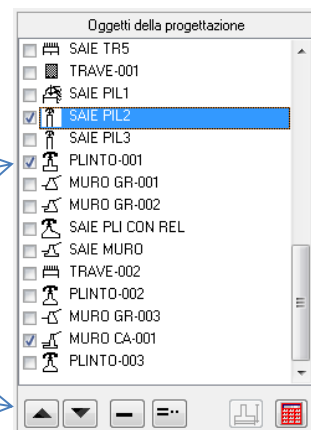 Oggetti della progettazione
SAIE TR5
TRAVE-001
SAIE PIL1
SAIE PIL2
SAIE PIL3
PLINTO-001
MURO GR-001
MURO GR-002
SAIE PLI CON REL
SAIE MURO
TRAVE-002
PLINTO-002
MURO GR-003
MURO CA-001
PLINTO-003